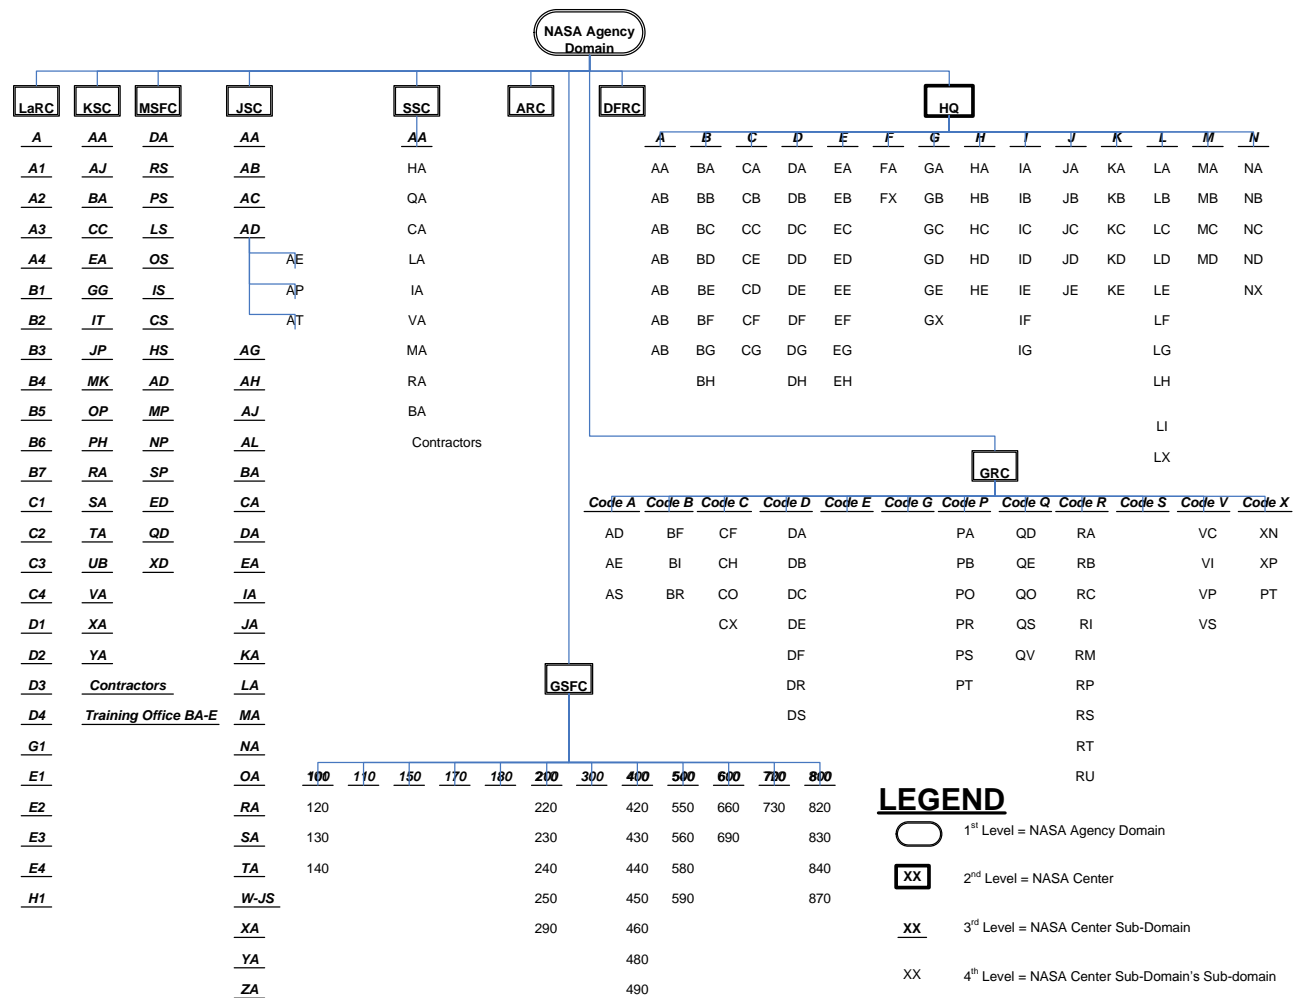 NASA Agency
Domain
LaRC KSC MSFC JSC SSC ARC DFRC HQ
A AA DA AA AA A B C D E F G H I J K L M N
A1 AJ RS AB HA AA BA CA DA EA FA GA HA IA JA KA LA MA NA
A2 BA PS AC QA AB BB CB DB EB FX GB HB IB JB KB LB MB NB
A3 CC LS AD CA AB BC CC DC EC GC HC IC JC KC LC MC NC
A4 EA OS AE LA AB BD CE DD ED GD HD ID JD KD LD MD ND
B1 GG IS AP IA AB BE CD DE EE GE HE IE JE KE LE NX
B2 IT CS AT VA AB BF CF DF EF GX IF LF
B3 JP HS AG MA AB BG CG DG EG IG LG
B4 MK AD AH RA BH DH EH LH
B5 OP MP AJ BA LI
B6 PH NP AL Contractors LX
B7 RA SP BA GRC
C1 SA ED CA Code A Code B Code C Code D Code E Code G Code P Code Q Code R Code S Code V Code X
C2 TA QD DA AD BF CF DA PA QD RA VC XN
C3 UB XD EA AE BI CH DB PB QE RB VI XP
C4 VA IA AS BR CO DC PO QO RC VP PT
D1 XA JA CX DE PR QS RI VS
D2 YA KA DF PS QV RM
D3 Contractors LA GSFC DR PT RP
D4 Training Office BA-E MA DS RS
G1 NA RT
E1 OA 100 110 150 170 180 200 300 400 500 600 700 800 RU
E2 RA 120 220 420 550 660 730 820
E3 SA 130 230 430 560 690 830
E4 TA 140 240 440 580 840
H1 W-JS 250 450 590 870
XA 290 460
YA 480
ZA 490
LEGEND
1st Level = NASA Agency Domain
XX 2nd Level = NASA Center
XX 3rd Level = NASA Center Sub-Domain
XX 4th Level = NASA Center Sub-Domain's Sub-domain